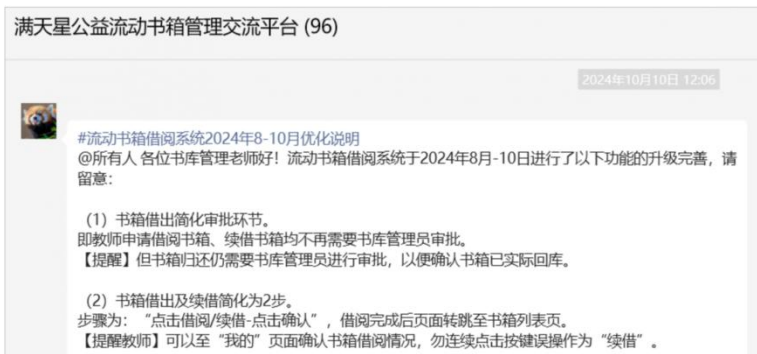 满天星公益流动书箱管理交流平台 (96)
2024年10月10日 12:06
#流动书箱借阅系统2024年8-10月优化说明
@所有人 各位书库管理老师好！流动书箱借阅系统于2024年8月-10日进行了以下功能的升级完善，请
留意：
（1）书箱借出简化审批环节。
即教师申请借阅书箱、续借书箱均不再需要书库管理员审批。
【提醒】但书箱归还仍需要书库管理员进行审批，以便确认书箱已实际回库。
（2）书箱借出及续借简化为2步。
步骤为：“点击借阅/续借-点击确认”，借阅完成后页面转跳至书箱列表页。
【提醒教师】可以至“我的”页面确认书箱借阅情况，勿连续点击按键误操作为“续借”。